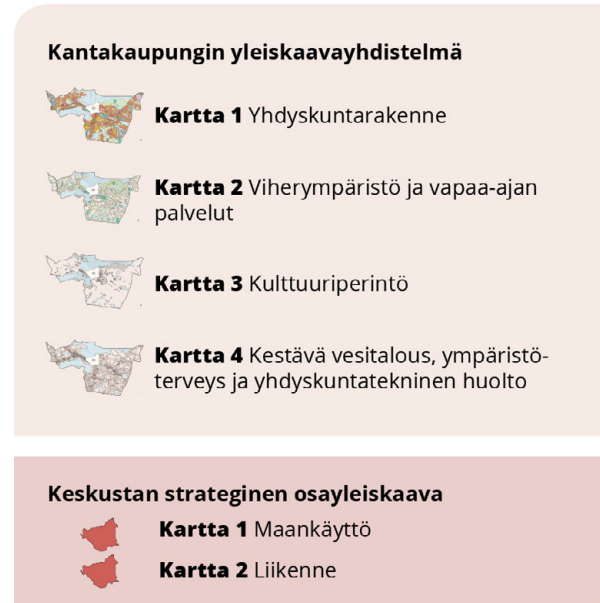 Kantakaupungin yleiskaavayhdistelmä
Kartta 1 Yhdyskuntarakenne
Kartta 2 Viherympäristö ja vapaa-ajan
palvelut
Kartta 3 Kulttuuriperintö
Kartta 4 Kestävä vesitalous, ympäristö-
terveys ja yhdyskuntatekninen huolto
Keskustan strateginen osayleiskaava
Kartta 1 Maankäyttö
Kartta 2 Liikenne